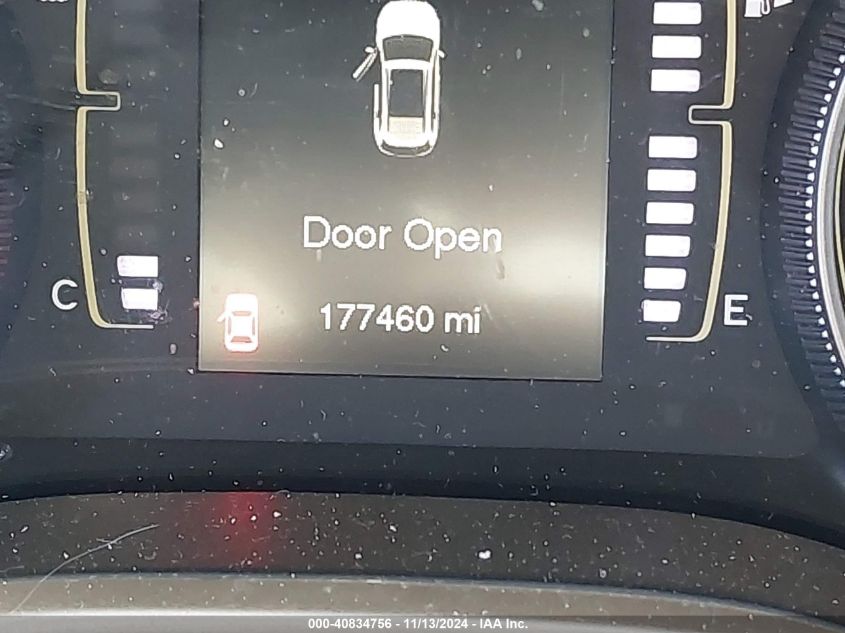 Door Open
C
177460 mi
E
000-40834756 - 11/13/2024 - IAA Inc.